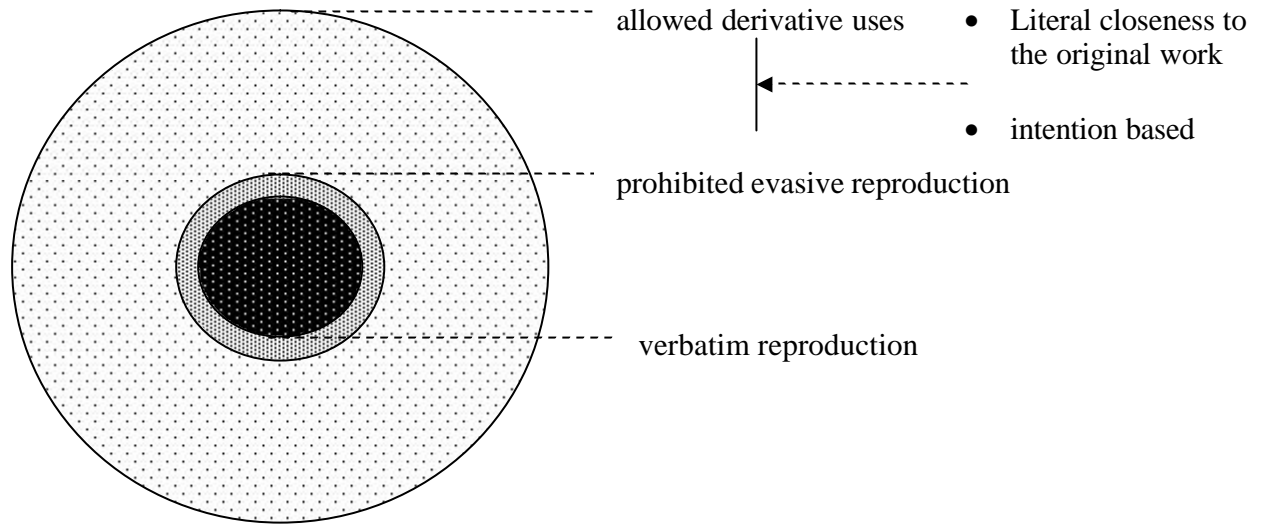 allowed derivative uses
• Literal closeness to
the original work
• intention based
prohibited evasive reproduction
verbatim reproduction